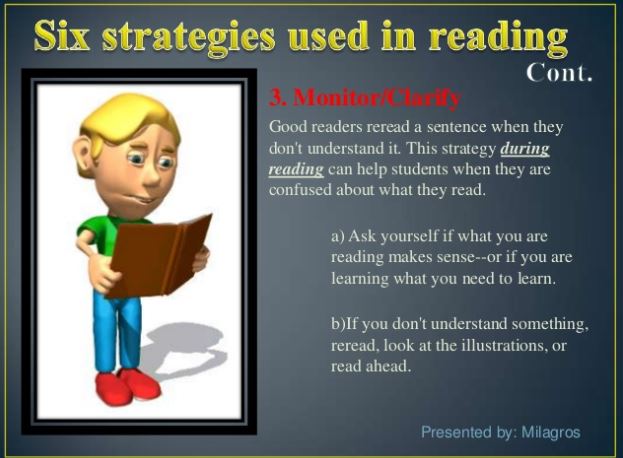 Six strategies used in reading
Cont.
3. Monitor/Clarify
Good readers reread a sentence when they
don't understand it. This strategy during
reading can help students when they are
confused about what they read.
a) Ask yourself if what you are
reading makes sense--or if you are
learning what you need to learn.
b)If you don't understand something,
reread, look at the illustrations, or
read ahead.
Presented by: Milagros